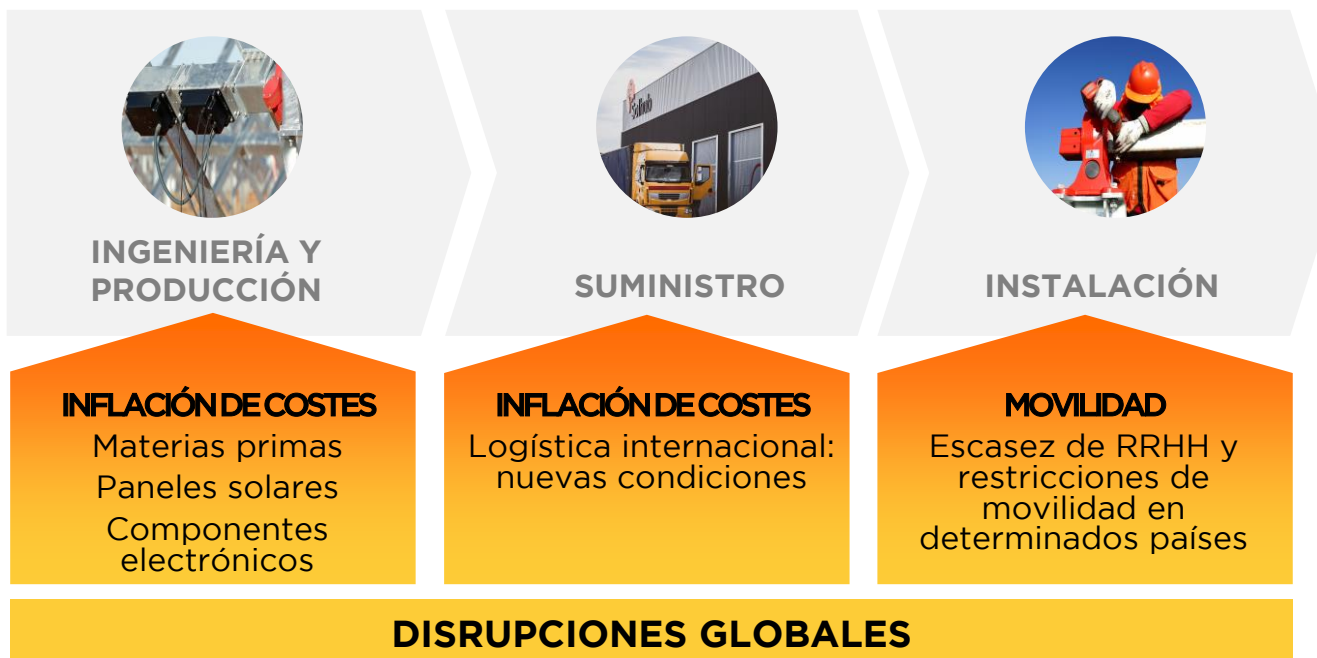 INGENIERÍA Y
PRODUCCIÓN
SUMINISTRO
INSTALACIÓN
INFLACIÓN DE COSTES
Materias primas
Paneles solares
Componentes
electrónicos
INFLACIÓN DE COSTES
Logística internacional:
nuevas condiciones
MOVILIDAD
Escasez de RRHH y
restricciones de
movilidad en
determinados países
DISRUPCIONES GLOBALES